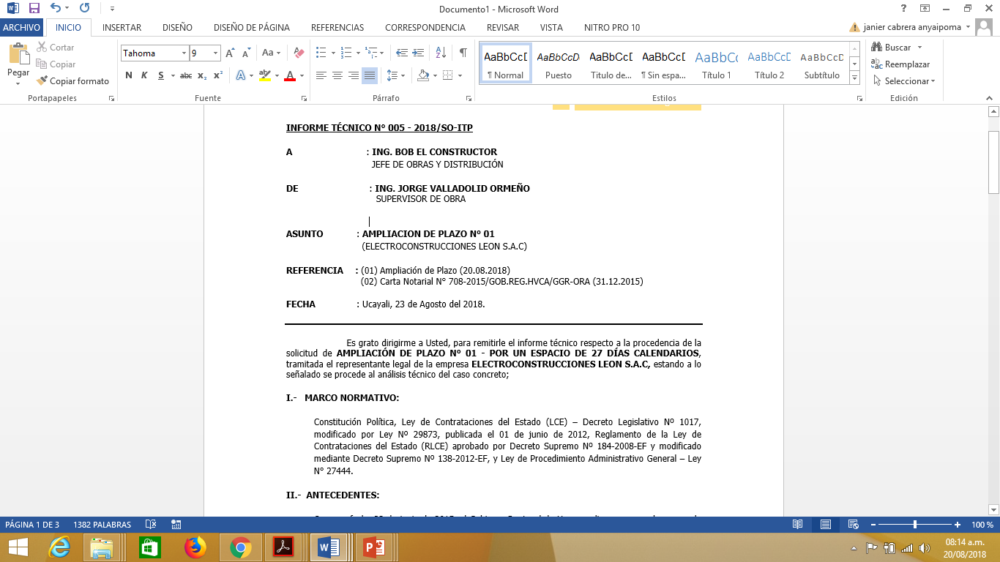 Documento1 - Microsoft Word
ARCHIVO INICIO INSERTAR DISEÑO DISEÑO DE PÁGINA REFERENCIAS CORRESPONDENCIA REVISAR VISTA NITRO PRO 10 janier cabrera anyaipoma
Pegar
Cortar
Copiar
Copiar formato
Portapapeles
Tahoma 9
N K S abc x₂ x²
Fuente
Párrafo
AaBbCcD AaBbCcD AaBbCcD AaBbCcD AaBbCc AaBbCcD AaBbCcD
¶ Normal Puesto Titulo de... ¶ Sin espa... Título 1 Título 2 Subtítulo
Estilos
Buscar
Reemplazar
Seleccionar
Edición
INFORME TÉCNICO Nº 005 - 2018/SO-ITP
A : ING. BOB EL CONSTRUCTOR
JEFE DE OBRAS Y DISTRIBUCIÓN
DE : ING. JORGE VALLADOLID ORMEÑO
SUPERVISOR DE OBRA
ASUNTO : AMPLIACION DE PLAZO Nº 01
(ELECTROCONSTRUCCIONES LEON S.A.C)
REFERENCIA : (01) Ampliación de Plazo (20.08.2018)
(02) Carta Notarial N° 708-2015/GOB.REG.HVCA/GGR-ORA (31.12.2015)
FECHA : Ucayali, 23 de Agosto del 2018.
Es grato dirigirme a Usted, para remitirle el informe técnico respecto a la procedencia de la
solicitud de AMPLIACIÓN DE PLAZO Nº 01 - POR UN ESPACIO DE 27 DÍAS CALENDARIOS,
tramitada el representante legal de la empresa ELECTROCONSTRUCCIONES LEON S.A.C, estando a lo
señalado se procede al análisis técnico del caso concreto;
I.- MARCO NORMATIVO:
Constitución Política, Ley de Contrataciones del Estado (LCE) – Decreto Legislativo Nº 1017,
modificado por Ley Nº 29873, publicada el 01 de junio de 2012, Reglamento de la Ley de
Contrataciones del Estado (RLCE) aprobado por Decreto Supremo Nº 184-2008-EF y modificado
mediante Decreto Supremo Nº 138-2012-EF, y Ley de Procedimiento Administrativo General – Ley
N° 27444.
II.- ANTECEDENTES:
PÁGINA 1 DE 3 1382 PALABRAS 100 %
08:14 a.m.
20/08/2018